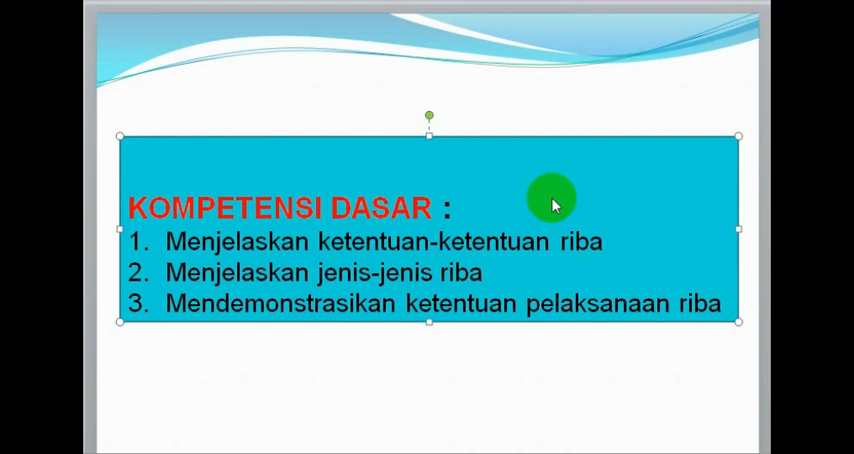 KOMPETENSI DASAR :
1. Menjelaskan ketentuan-ketentuan riba
2. Menjelaskan jenis-jenis riba
3. Mendemonstrasikan ketentuan pelaksanaan riba